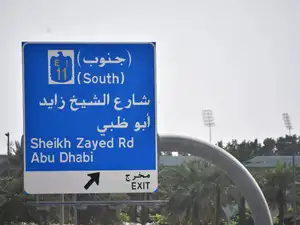 (جنوب)
E
11
(South)
شارع الشيخ زايد
أبو ظبي
Sheikh Zayed Rd
Abu Dhabi
مخرج
EXIT